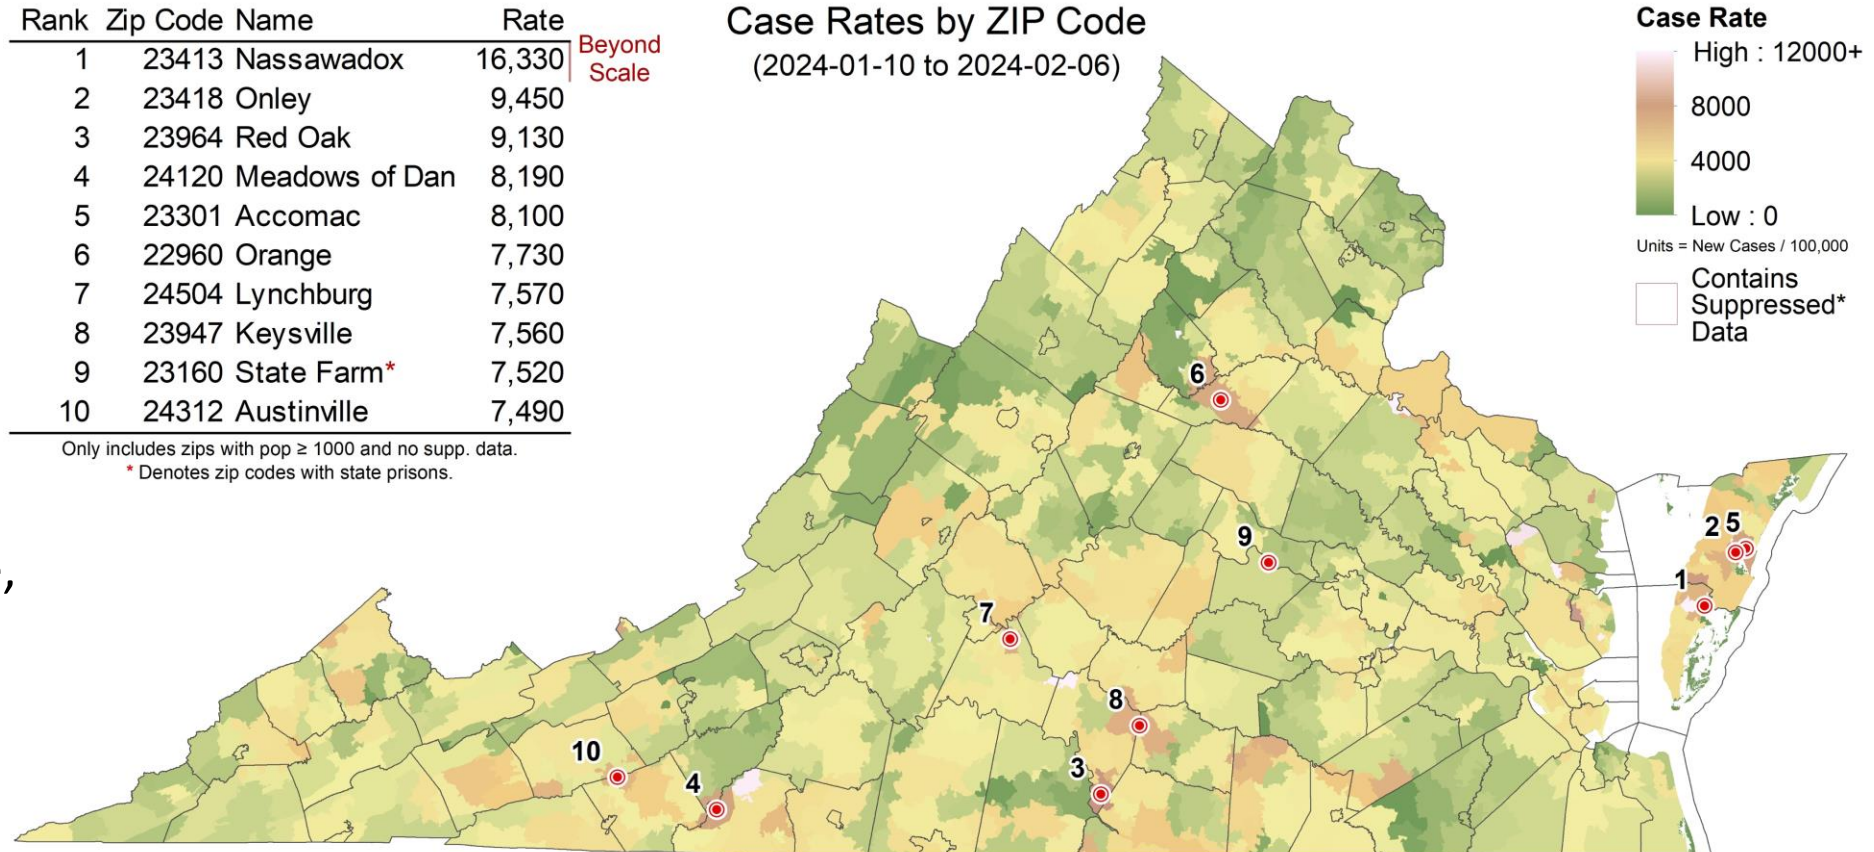 Rank Zip Code Name Rate
1 23413 Nassawadox 16,330
2 23418 Onley 9,450
3 23964 Red Oak 9,130
4 24120 Meadows of Dan 8,190
5 23301 Accomac 8,100
6 22960 Orange 7,730
7 24504 Lynchburg 7,570
8 23947 Keysville 7,560
9 23160 State Farm* 7,520
10 24312 Austinville 7,490
Beyond
Scale
Only includes zips with pop ≥ 1000 and no supp. data.
* Denotes zip codes with state prisons.
,
Case Rates by ZIP Code
(2024-01-10 to 2024-02-06)
Case Rate
High : 12000+
8000
4000
Low : 0
Units = New Cases / 100,000
Contains
Suppressed*
Data
6
2 5
9
1
7
8
10
3
4